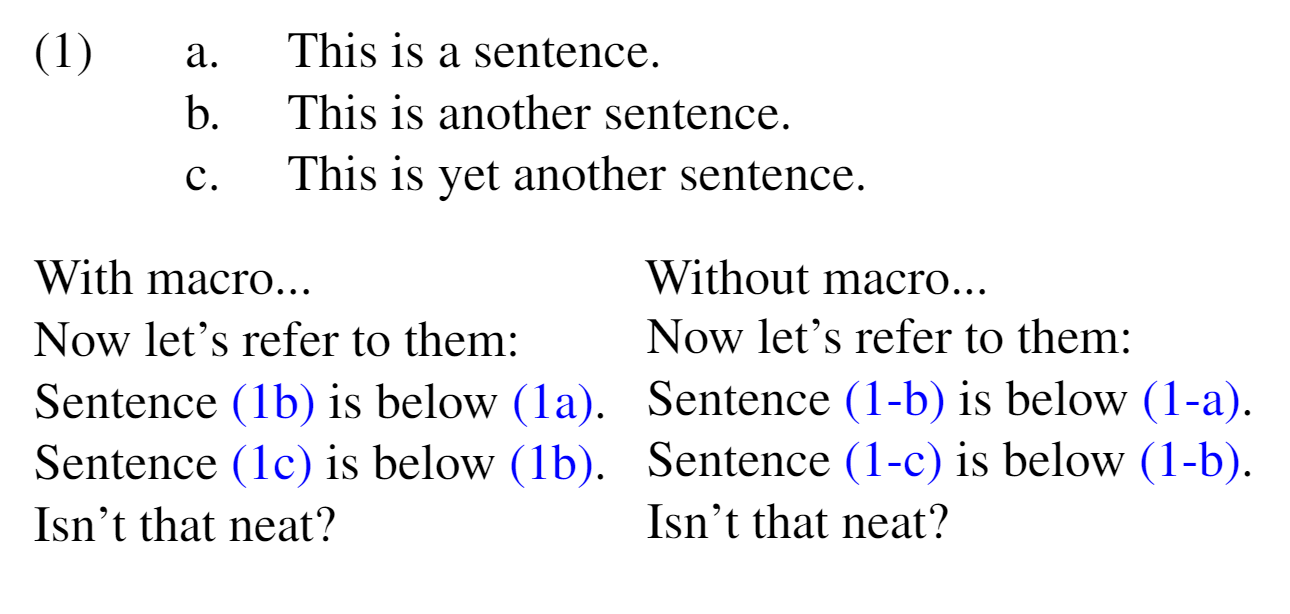 (1) a. This is a sentence.
b. This is another sentence.
c. This is yet another sentence.
With macro...
Now let’s refer to them:
Sentence (1b) is below (1a).
Sentence (1c) is below (1b).
Isn’t that neat?
Without macro...
Now let’s refer to them:
Sentence (1-b) is below (1-a).
Sentence (1-c) is below (1-b).
Isn’t that neat?